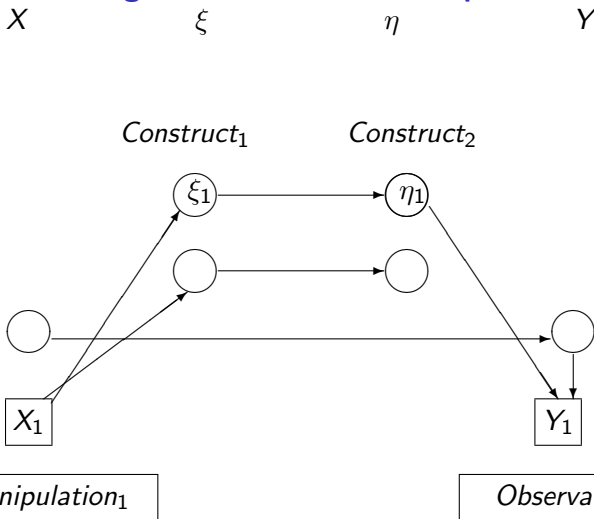 X ξ η Y
Construct₁ Construct₂
ξ₁ η₁
X₁ Y₁
nipulation₁ Observa